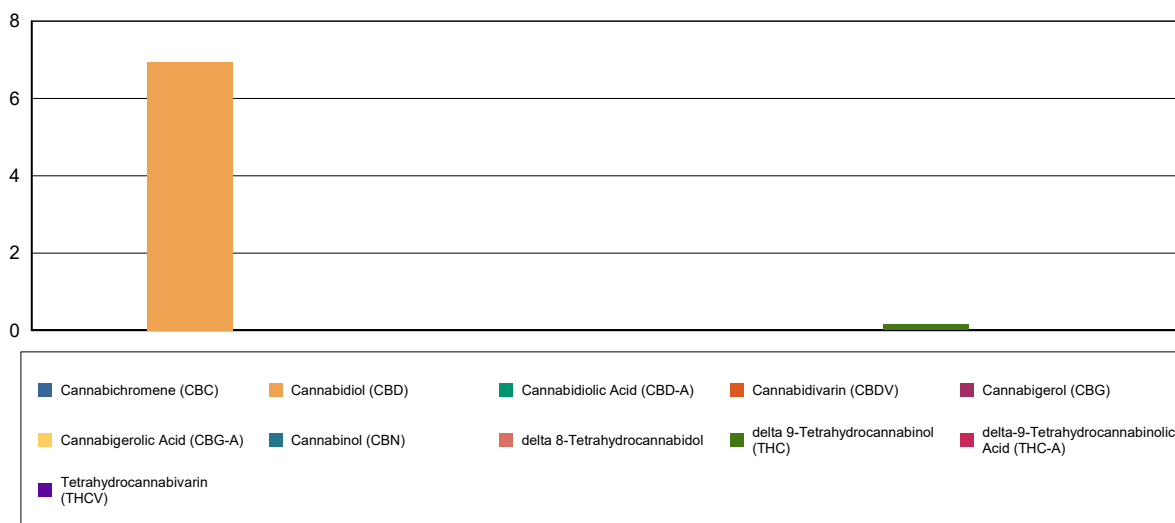 8
6
4
2
0
Cannabichromene (CBC)
Cannabidiol (CBD)
Cannabidiolic Acid (CBD-A)
Cannabidivarin (CBDV)
Cannabigerol (CBG)
Cannabigerolic Acid (CBG-A)
Cannabinol (CBN)
delta 8-Tetrahydrocannabidol
delta 9-Tetrahydrocannabinol
(THC)
delta-9-Tetrahydrocannabinolic
Acid (THC-A)
Tetrahydrocannabivarin
(THCV)